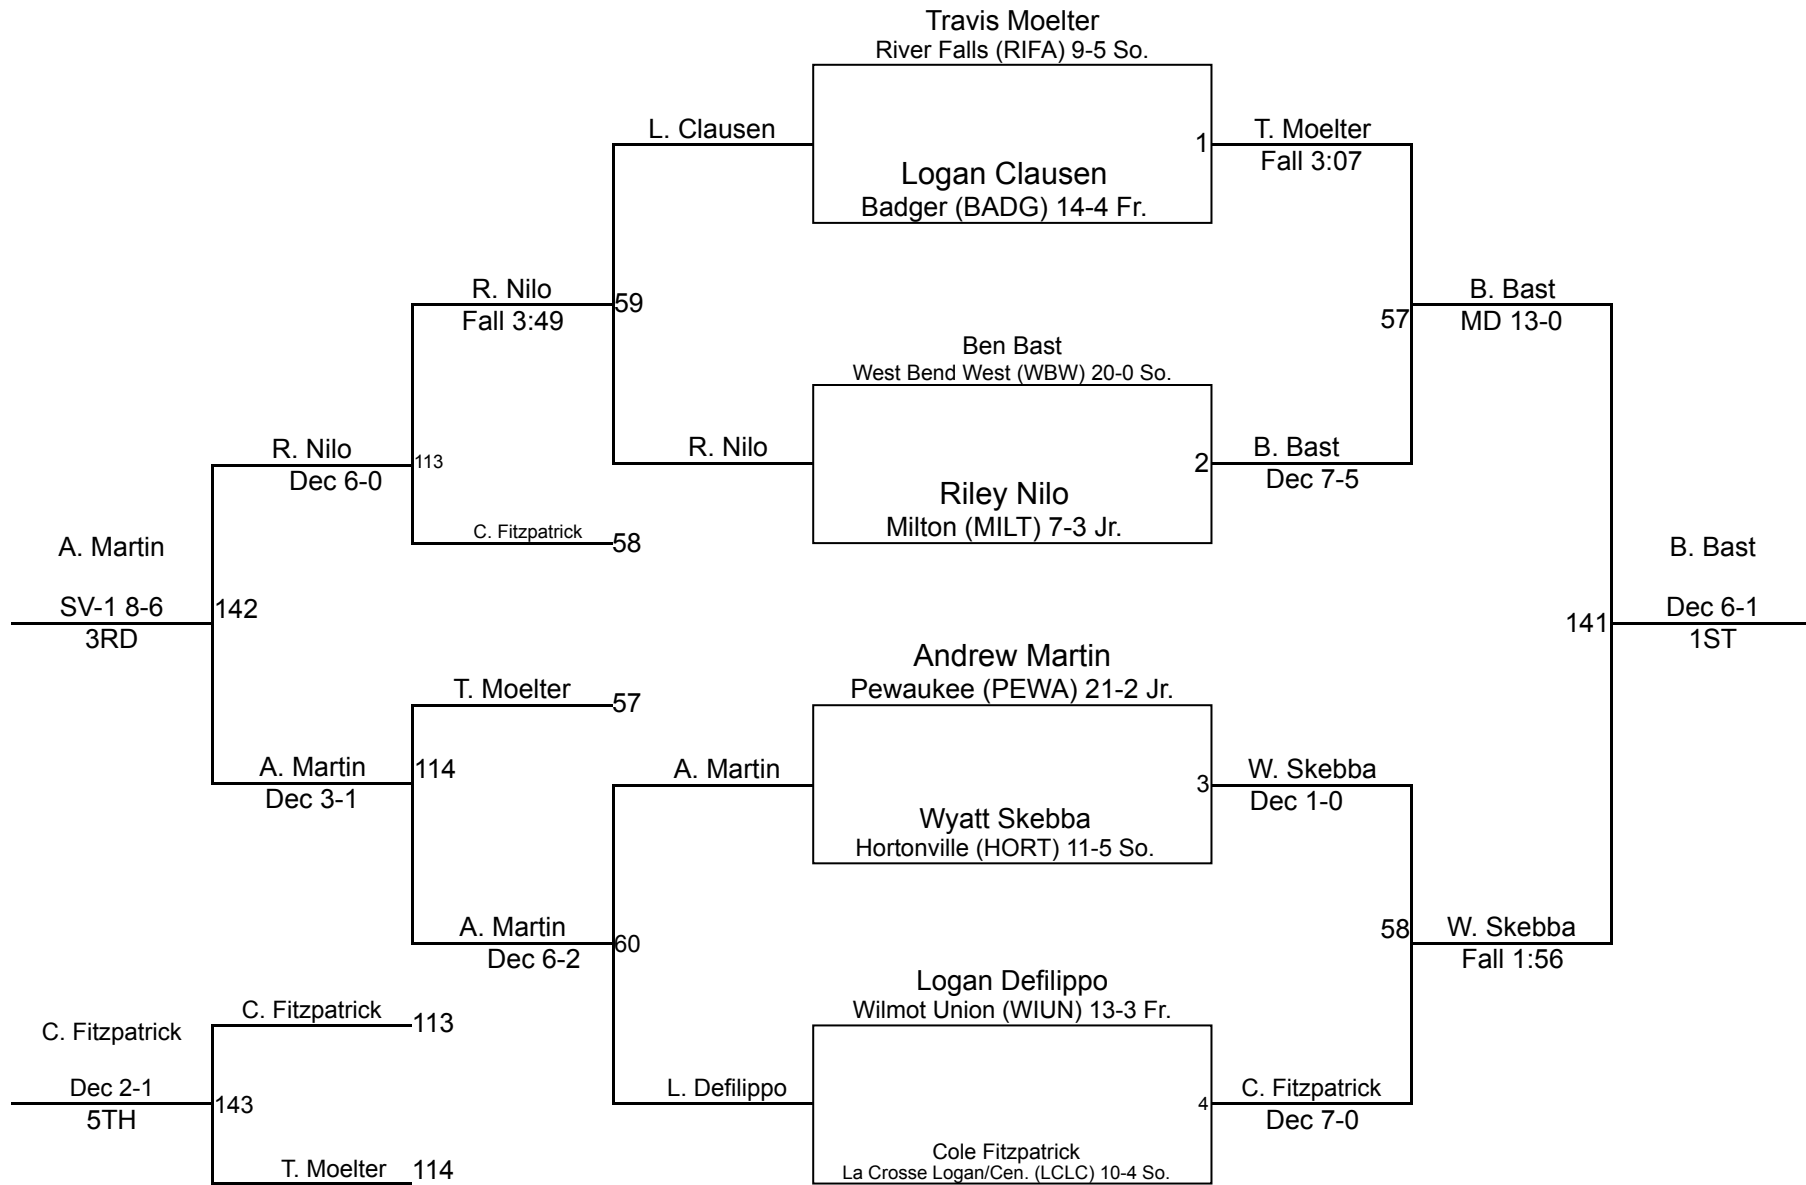 Travis Moelter
River Falls (RIFA) 9-5 So.
L. Clausen
1
T. Moelter
Fall 3:07
Logan Clausen
Badger (BADG) 14-4 Fr.
R. Nilo
Fall 3:49
59
57
B. Bast
MD 13-0
Ben Bast
West Bend West (WBW) 20-0 So.
R. Nilo
Dec 6-0
113
R. Nilo
2
B. Bast
Dec 7-5
Riley Nilo
Milton (MILT) 7-3 Jr.
C. Fitzpatrick
58
A. Martin
SV-1 8-6
3RD
142
141
B. Bast
Dec 6-1
1ST
Andrew Martin
Pewaukee (PEWA) 21-2 Jr.
T. Moelter
57
A. Martin
Dec 3-1
114
A. Martin
3
W. Skebba
Dec 1-0
Wyatt Skebba
Hortonville (HORT) 11-5 So.
A. Martin
Dec 6-2
60
58
W. Skebba
Fall 1:56
Logan Defilippo
Wilmot Union (WIUN) 13-3 Fr.
C. Fitzpatrick
113
C. Fitzpatrick
Dec 2-1
5TH
143
L. Defilippo
4
C. Fitzpatrick
Dec 7-0
Cole Fitzpatrick
La Crosse Logan/Cen. (LCLC) 10-4 So.
T. Moelter
114